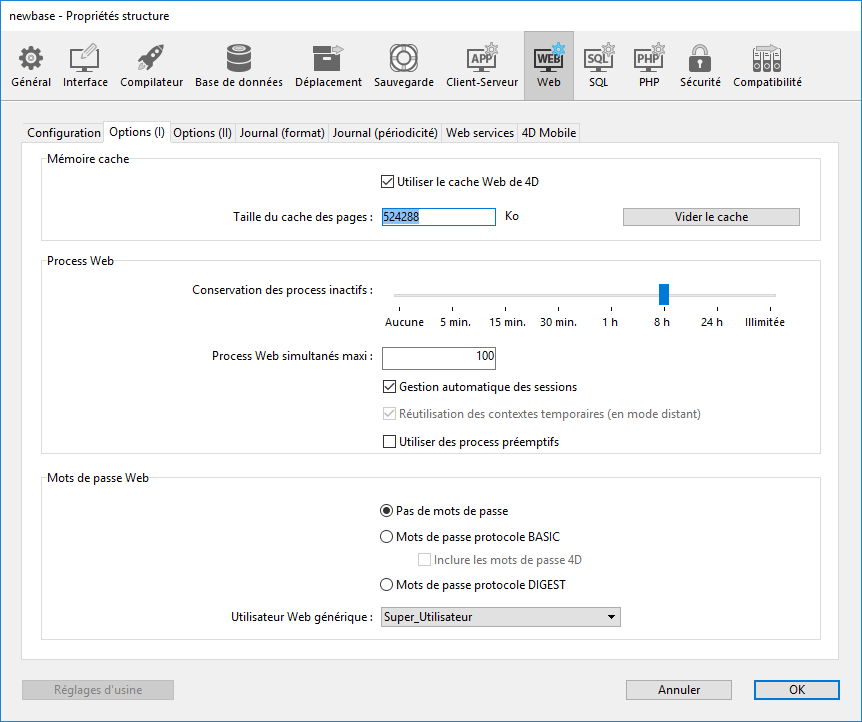 newbase - Propriétés structure
Général Interface Compilateur Base de données Déplacement Sauvegarde APP Client-Serveur WEB Web SQL SQL PHP PHP Sécurité Compatibilité
Configuration Options (I) Options (II) Journal (format) Journal (périodicité) Web services 4D Mobile
Mémoire cache
Utiliser le cache Web de 4D
Taille du cache des pages : 524288 Ko Vider le cache
Process Web
Conservation des process inactifs :
Aucune 5 min. 15 min. 30 min. 1 h 8 h 24 h Illimitée
Process Web simultanés maxi : 100
Gestion automatique des sessions
Réutilisation des contextes temporaires (en mode distant)
Utiliser des process préemptifs
Mots de passe Web
Pas de mots de passe
Mots de passe protocole BASIC
Inclure les mots de passe 4D
Mots de passe protocole DIGEST
Utilisateur Web générique : Super_Utilisateur
Réglages d'usine Annuler OK